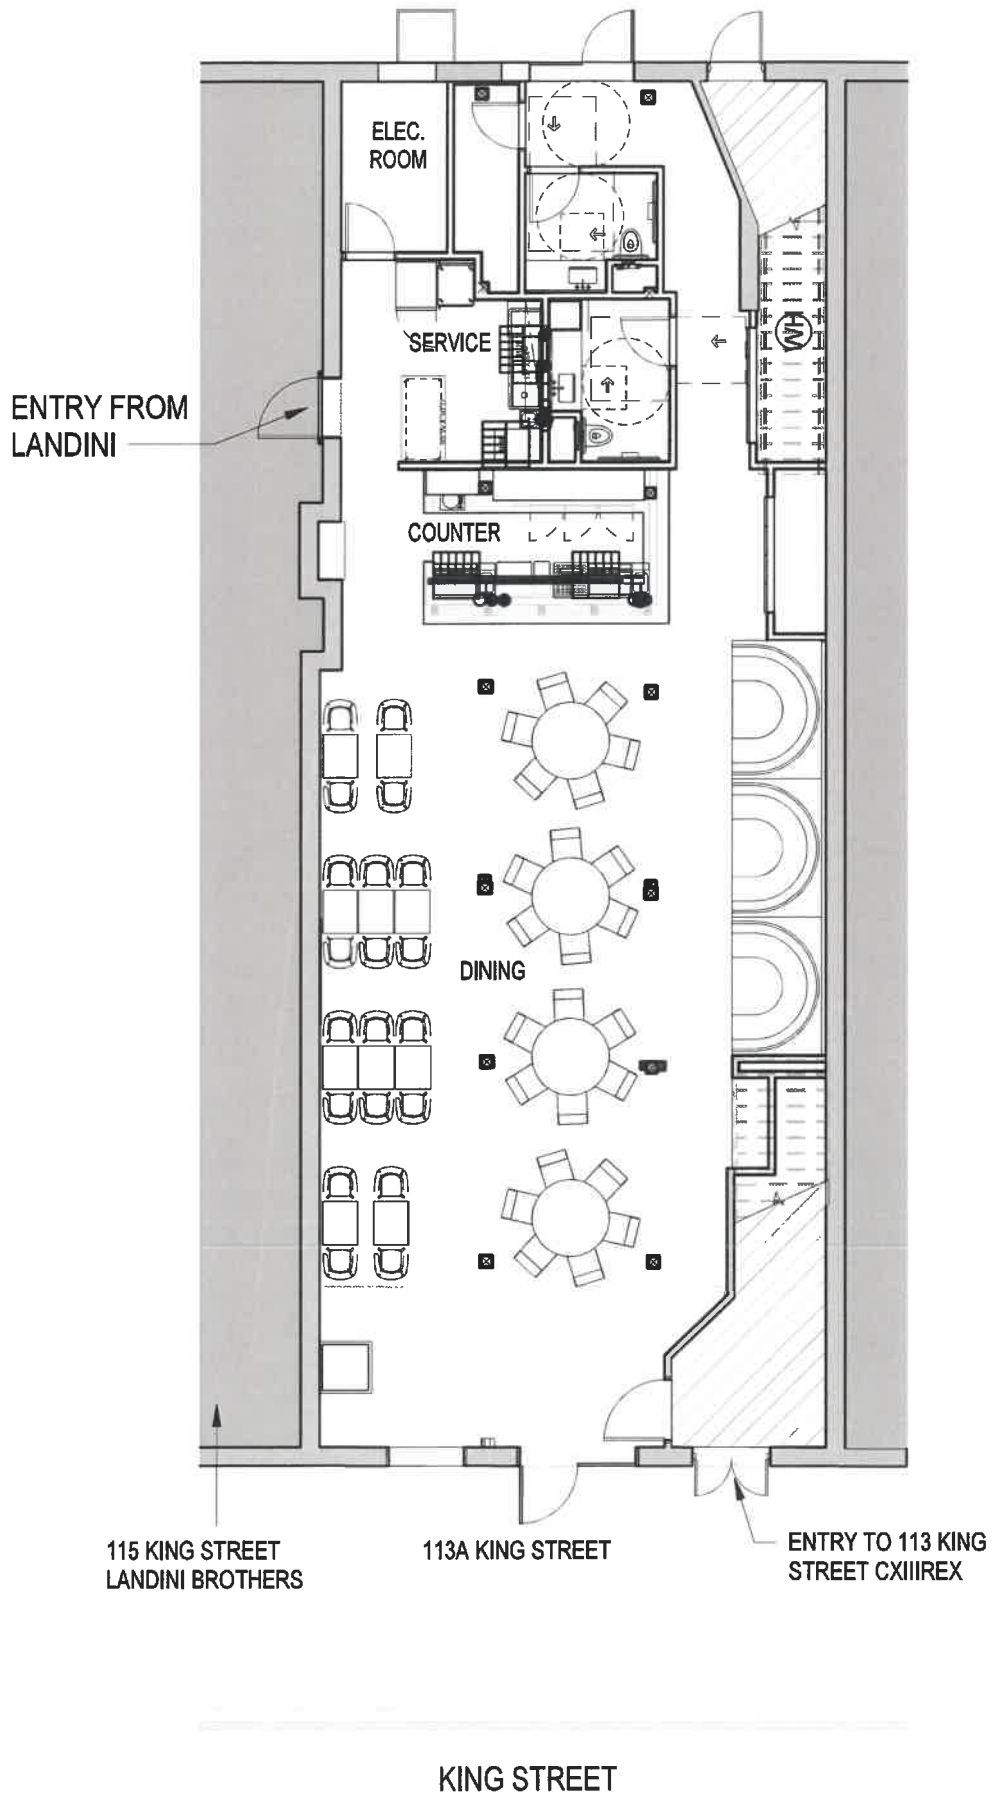 ELEC.
ROOM
SERVICE
WH
ENTRY FROM
LANDINI
COUNTER
DINING
115 KING STREET
LANDINI BROTHERS
113A KING STREET
ENTRY TO 113 KING
STREET CXIIIREX
KING STREET